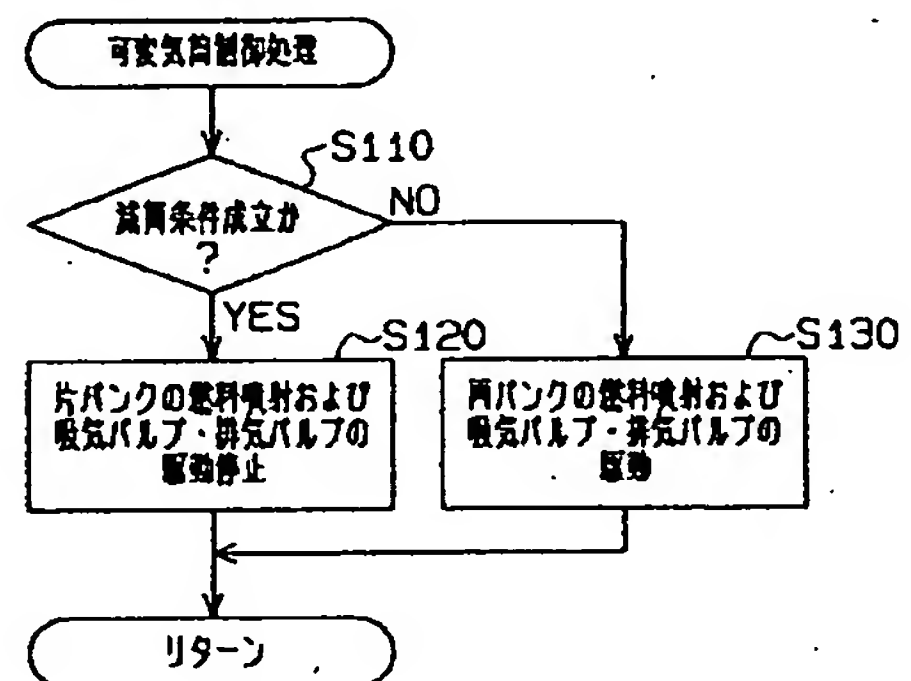 可変気筒制御処理
S110
減筒条件成立か
?
NO
YES
S120
S130
片バンクの燃料噴射および
吸気バルブ・排気バルブの
駆動停止
両バンクの燃料噴射および
吸気バルブ・排気バルブの
駆動
リターン